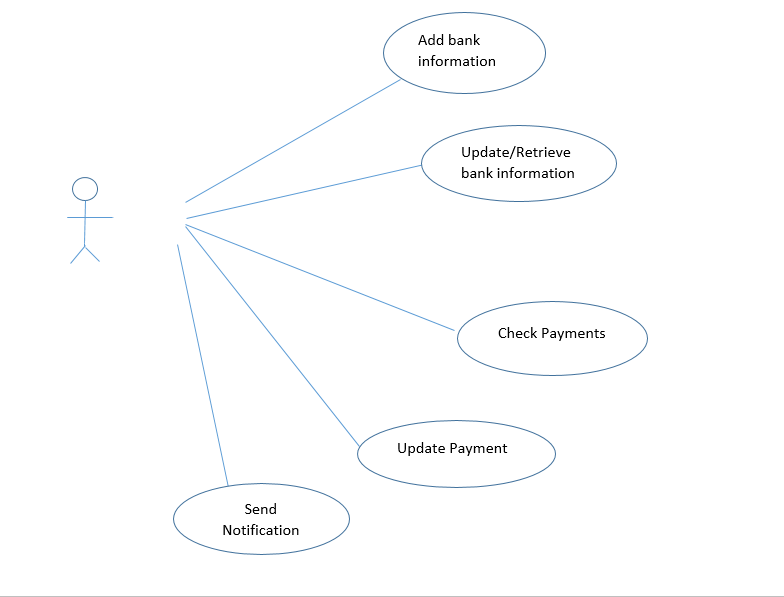 Add bank
information
Update/Retrieve
bank information
Check Payments
Update Payment
Send
Notification